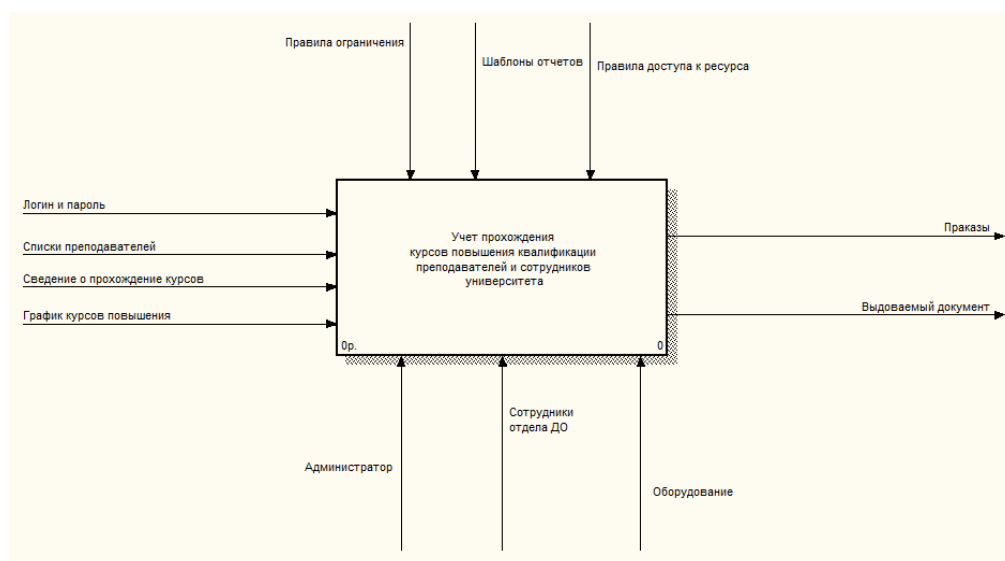 Правила ограничения
Шаблоны отчетов
Правила доступа к ресурса
Логин и пароль
Списки преподавателей
Сведение о прохождение курсов
График курсов повышения
Учет прохождения
курсов повышения квалификации
преподавателей и сотрудников
университета
0р.
0
Праказы
Выдоваемый документ
Сотрудники
отдела ДО
Администратор
Оборудование